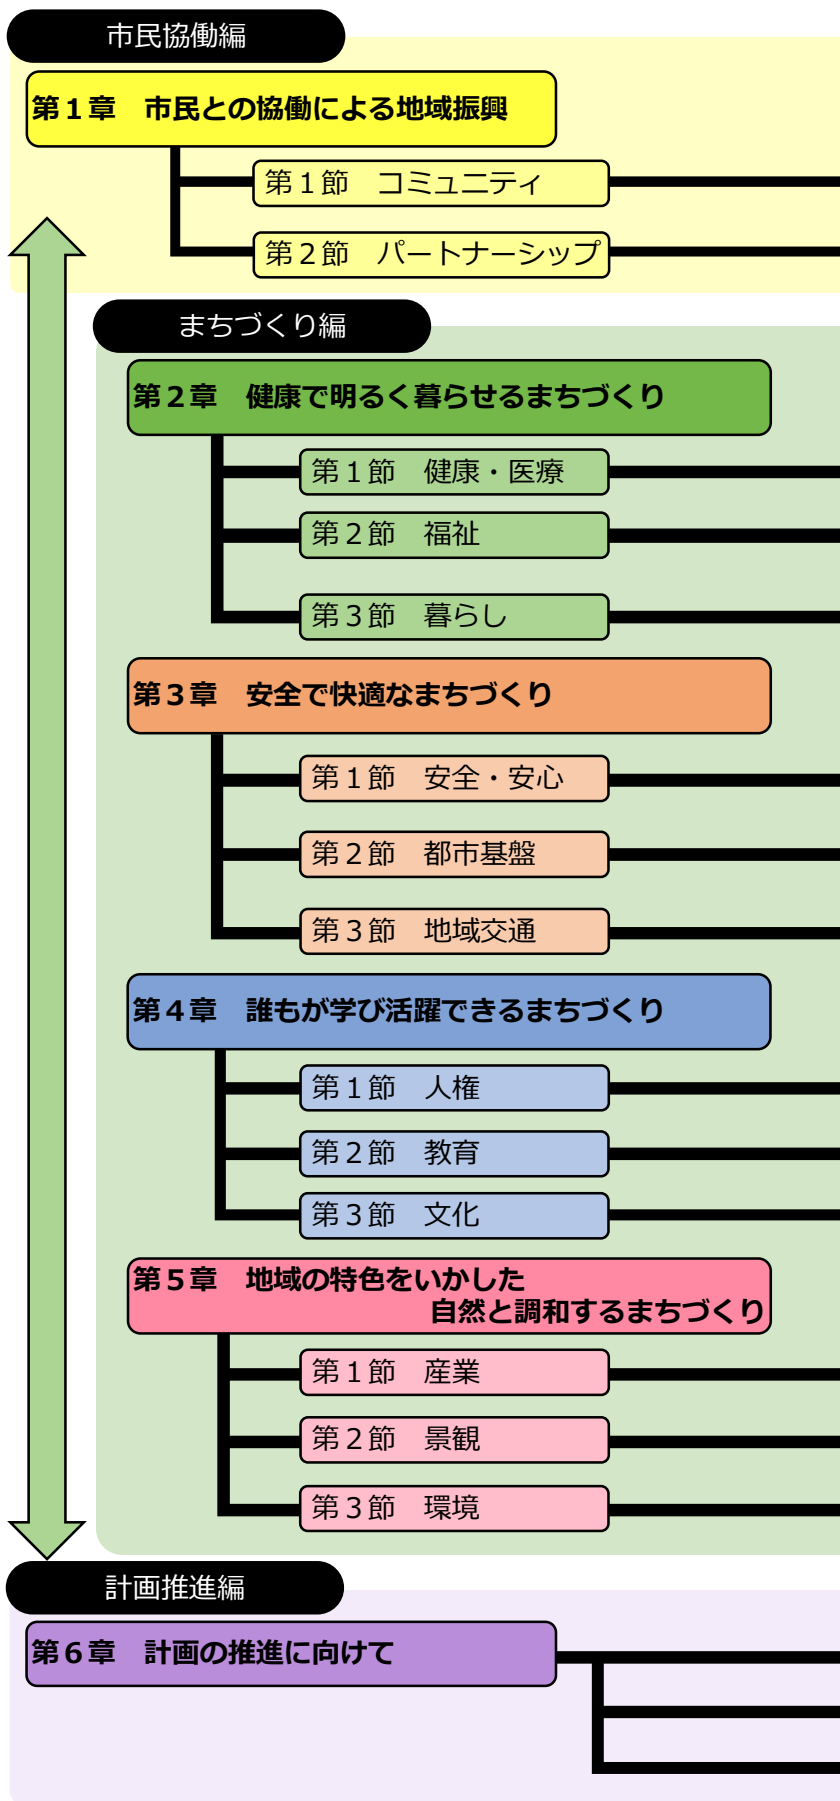 市民協働編
第１章　市民との協働による地域振興
第１節　コミュニティ
第２節　パートナーシップ
まちづくり編
第２章　健康で明るく暮らせるまちづくり
第１節　健康・医療
第２節　福祉
第３節　暮らし
第３章　安全で快適なまちづくり
第１節　安全・安心
第２節　都市基盤
第３節　地域交通
第４章　誰もが学び活躍できるまちづくり
第１節　人権
第２節　教育
第３節　文化
第５章　地域の特色をいかした
自然と調和するまちづくり
第１節　産業
第２節　景観
第３節　環境
計画推進編
第６章　計画の推進に向けて